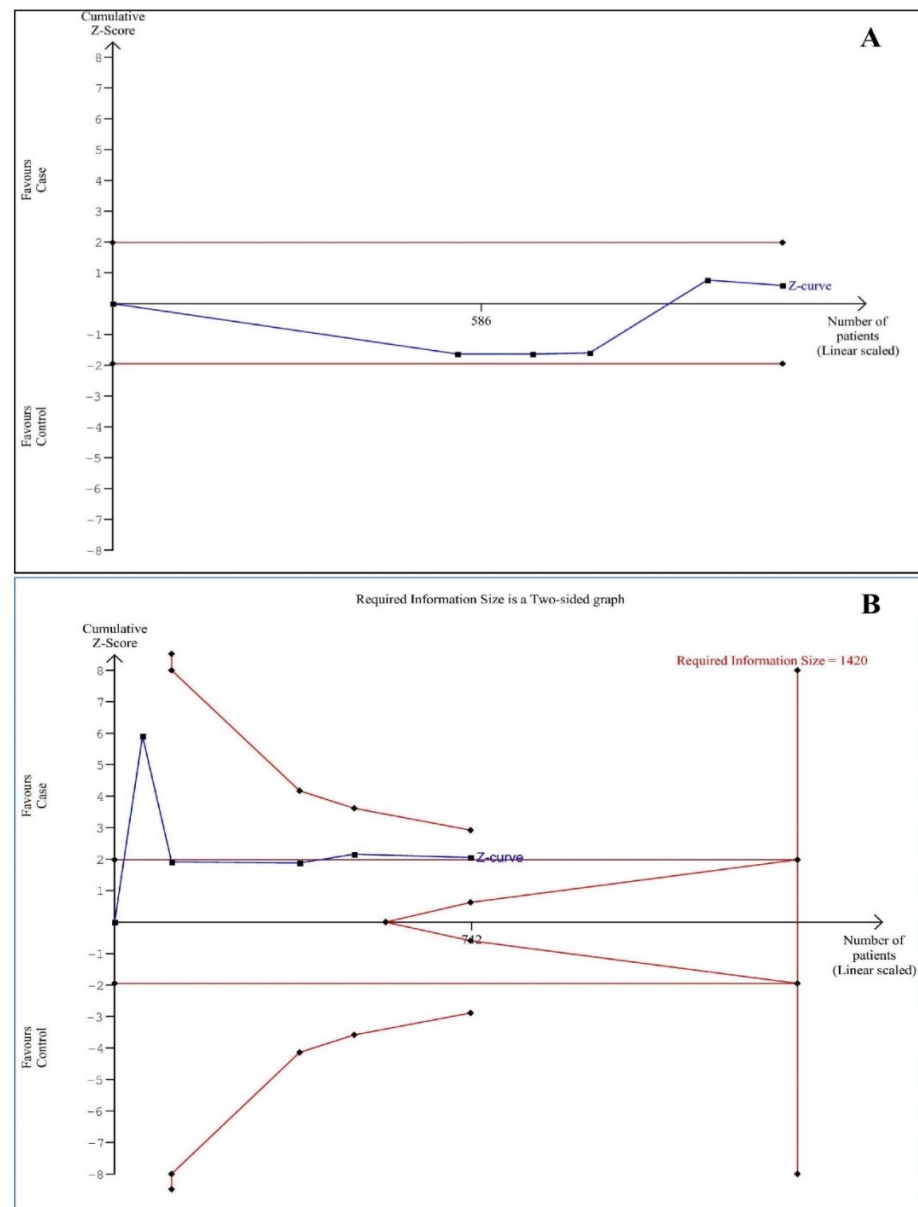 Cumulative
Z-Score
A
8
7
6
5
4
3
2
1
-1
-2
-3
-4
-5
-6
-7
-8
Favours
Case
Favours
Control
Z-curve
586
Number of
patients
(Linear scaled)
Required Information Size is a Two-sided graph
B
Cumulative
Z-Score
Required Information Size = 1420
8
7
6
5
4
3
2
1
-1
-2
-3
-4
-5
-6
-7
-8
Favours
Case
Favours
Control
Z-curve
742
Number of
patients
(Linear scaled)